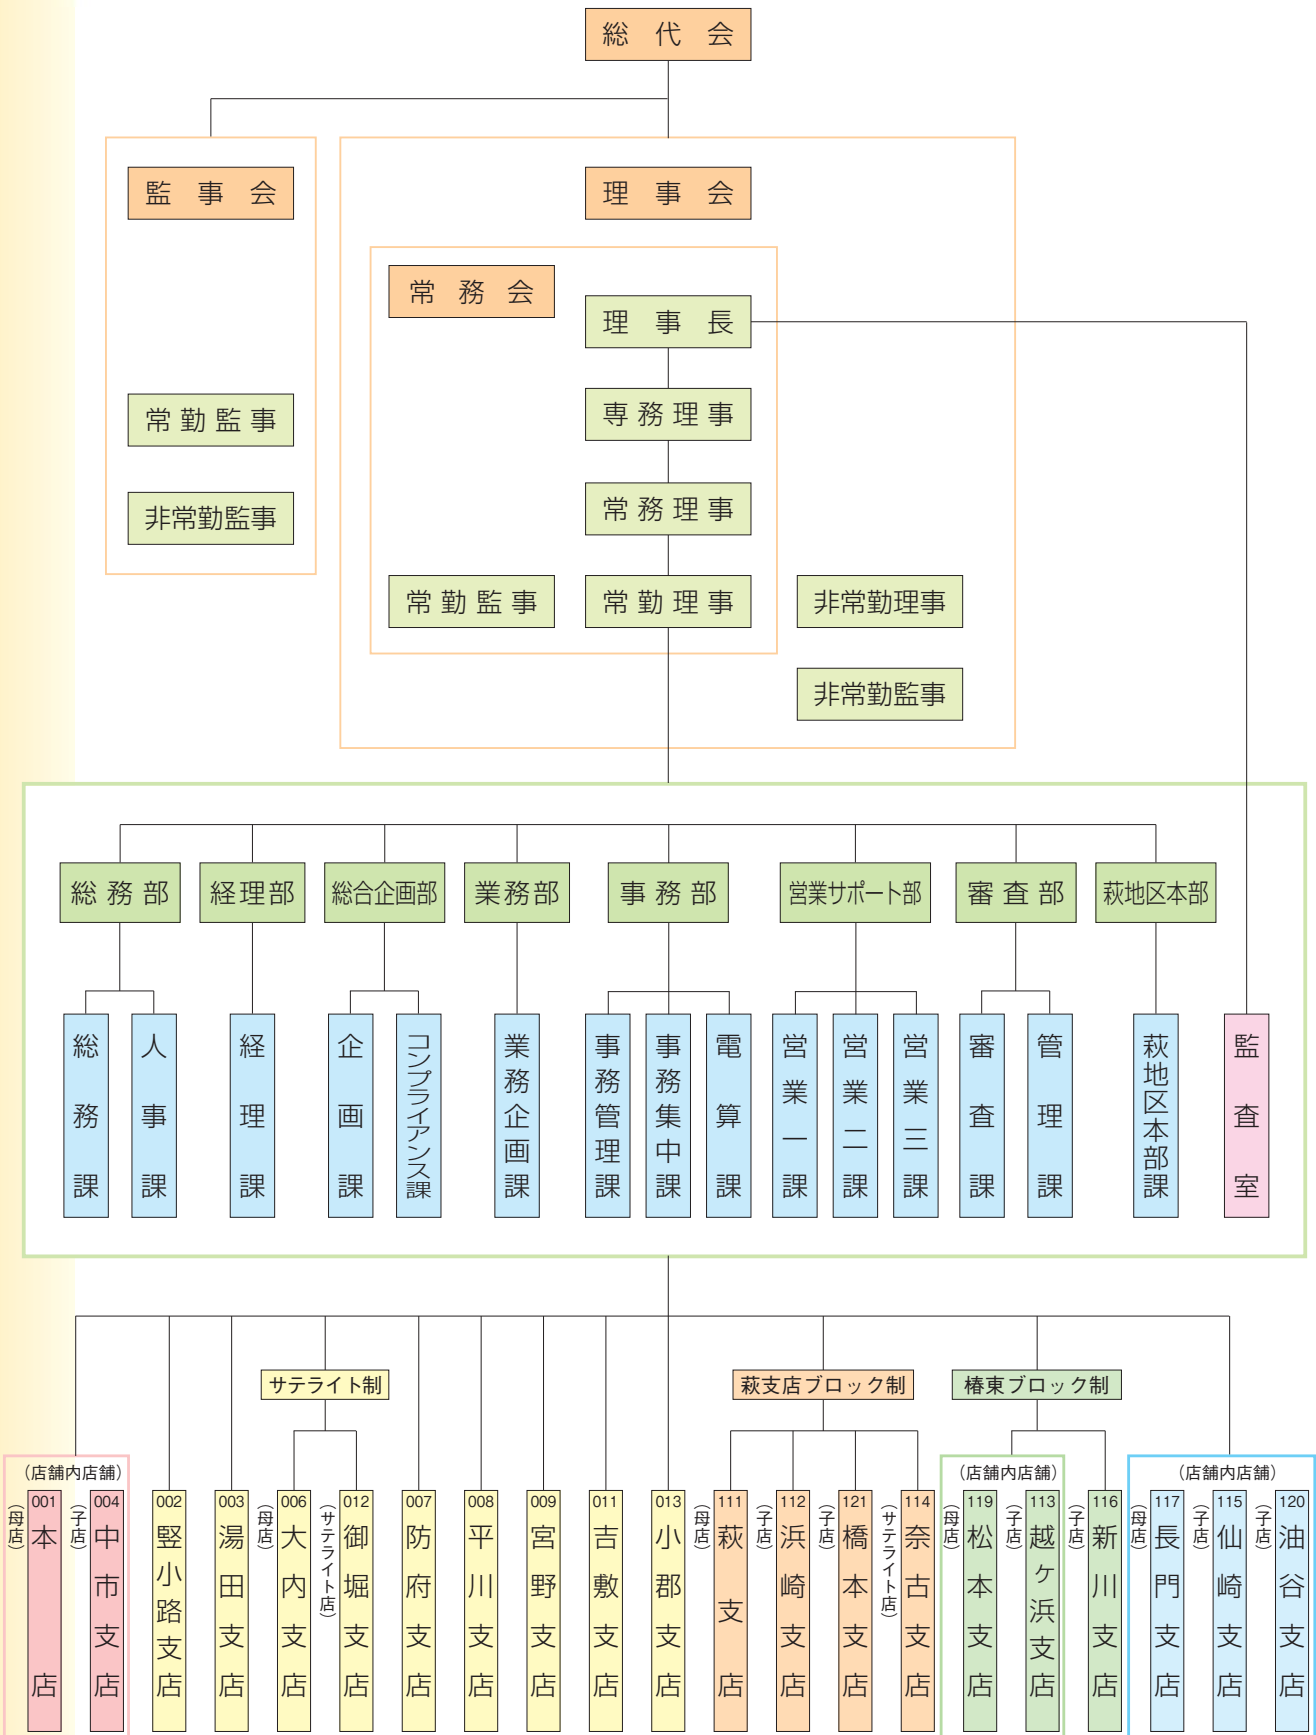 総代会
監事会
理事会
常務会
理事長
専務理事
常勤監事
常務理事
非常勤監事
常勤監事
常勤理事
非常勤理事
非常勤監事
総務部
経理部
総合企画部
業務部
事務部
営業サポート部
審査部
萩地区本部
総務課
人事課
経理課
企画課
コンプライアンス課
業務企画課
事務管理課
事務集中課
電算課
営業一課
営業二課
営業三課
審査課
管理課
萩地区本部課
監査室
サテライト制
萩支店ブロック制
椿東ブロック制
（店舗内店舗）
（母店）
001
本店
（子店）
004
中市支店
002
竪小路支店
003
湯田支店
（母店）
006
大内支店
（サテライト店）
012
御堀支店
007
防府支店
008
平川支店
009
宮野支店
011
吉敷支店
013
小郡支店
（母店）
111
萩支店
（子店）
112
浜崎支店
（子店）
121
橋本支店
（サテライト店）
114
奈古支店
（店舗内店舗）
（母店）
119
松本支店
（子店）
113
越ヶ浜支店
（子店）
116
新川支店
（店舗内店舗）
（母店）
117
長門支店
（子店）
115
仙崎支店
（子店）
120
油谷支店